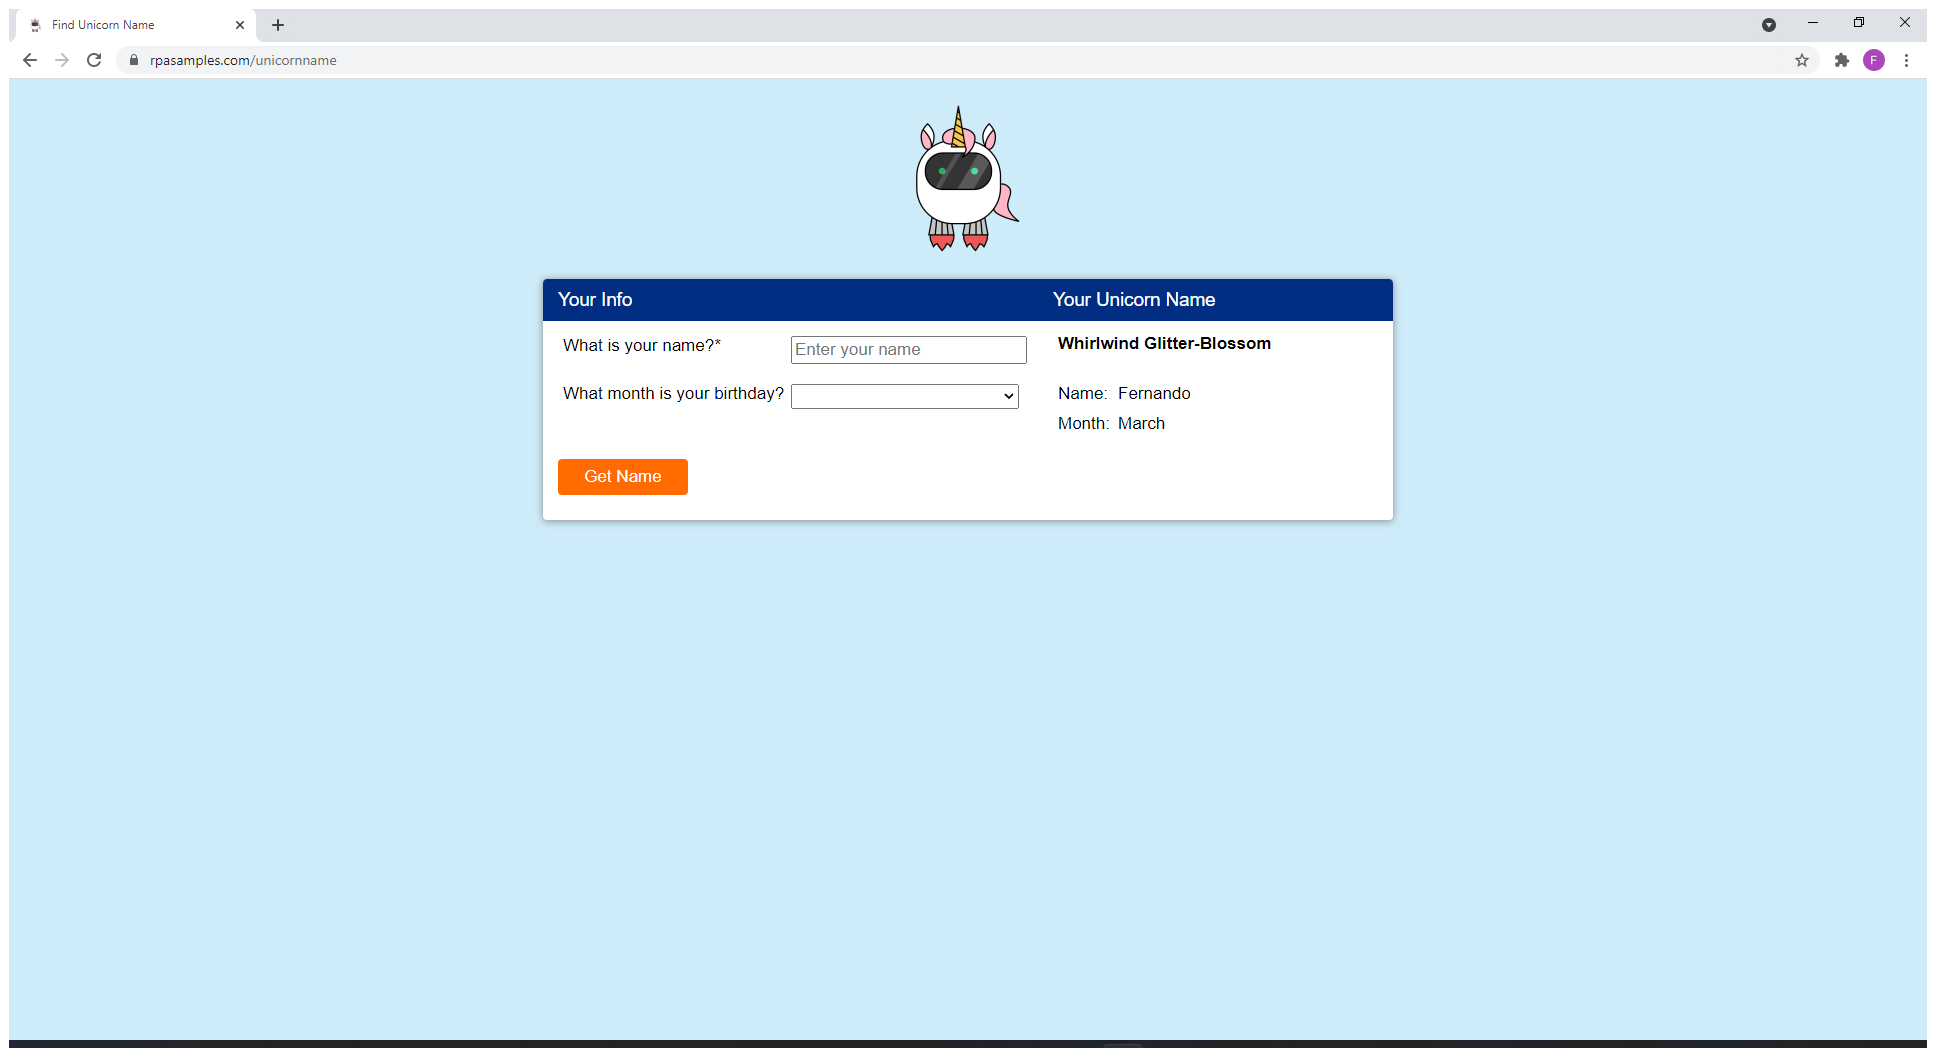 Find Unicorn Name
rpasamples.com/unicornname
F
Your Info Your Unicorn Name
What is your name?* Enter your name Whirlwind Glitter-Blossom
What month is your birthday? Name: Fernando
Month: March
Get Name